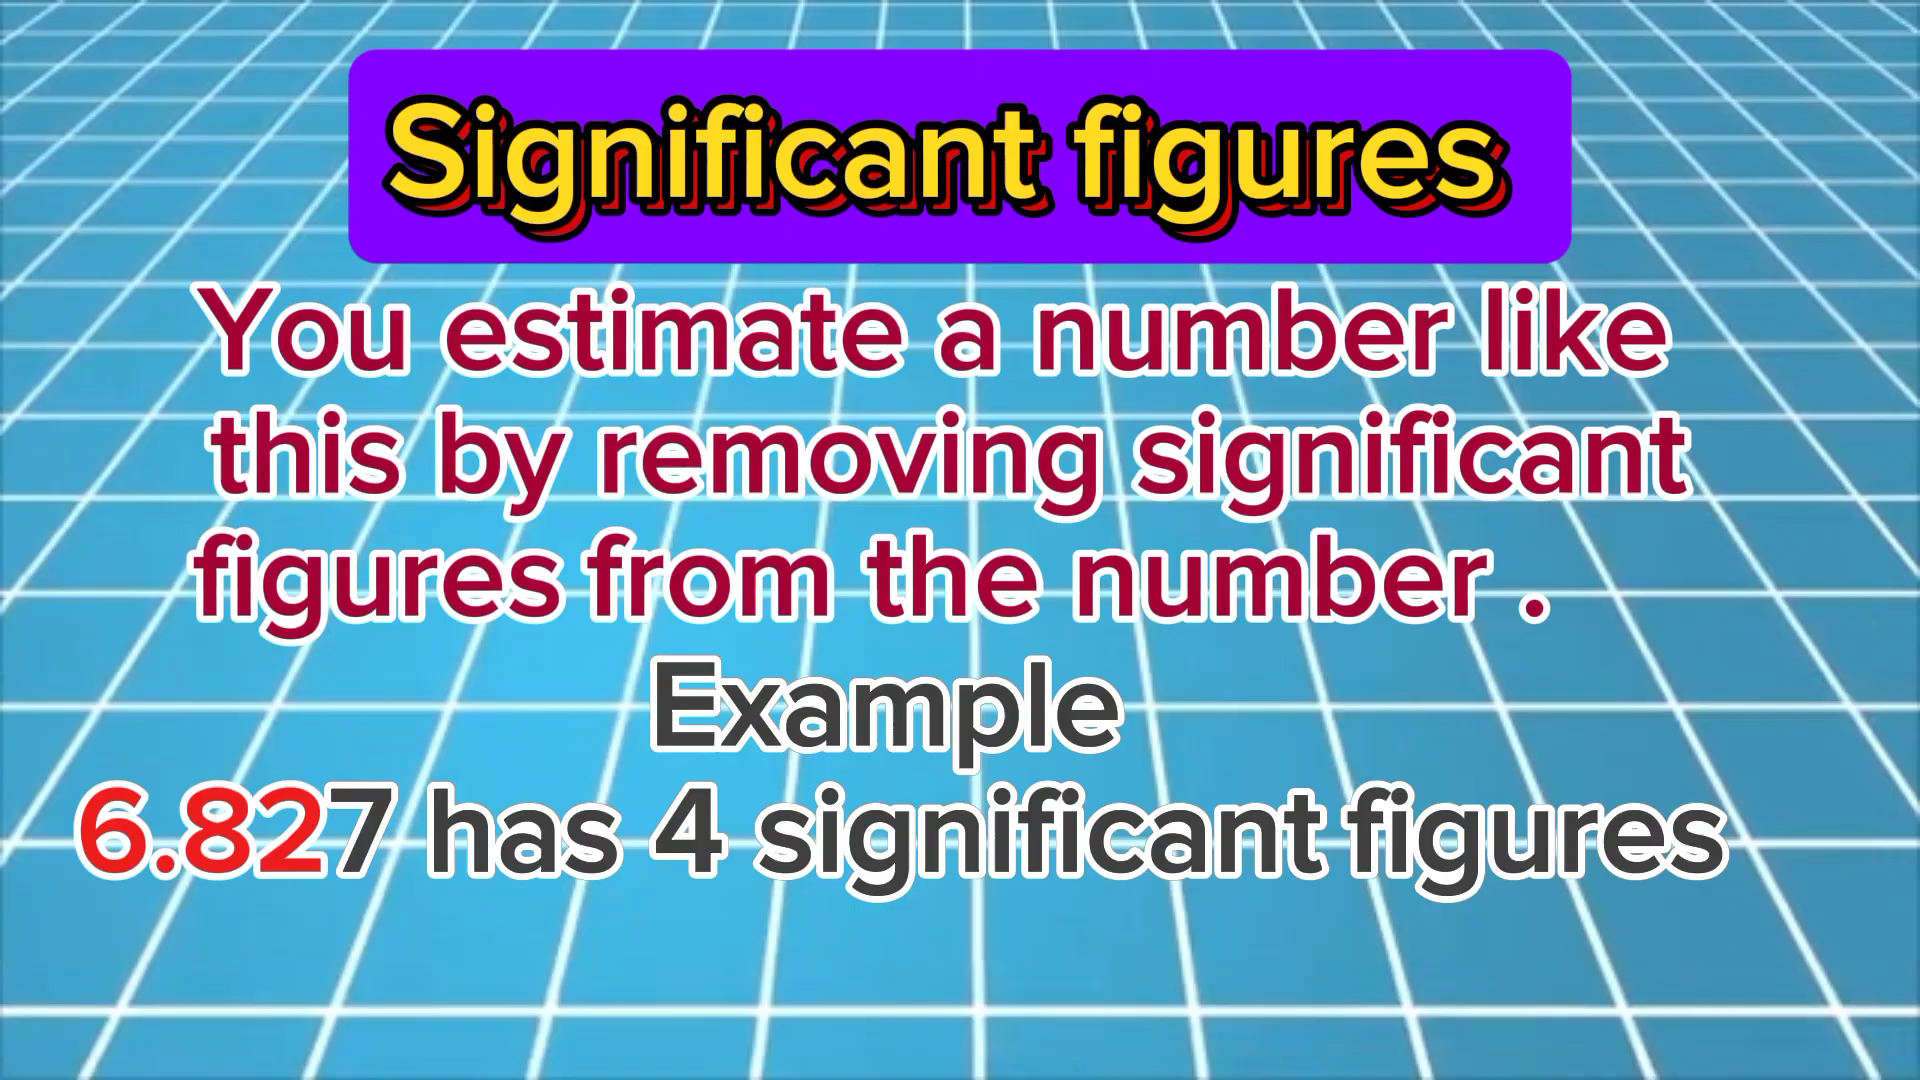 Significant figures
You estimate a number like
this by removing significant
figures from the number .
Example
6.827 has 4 significant figures